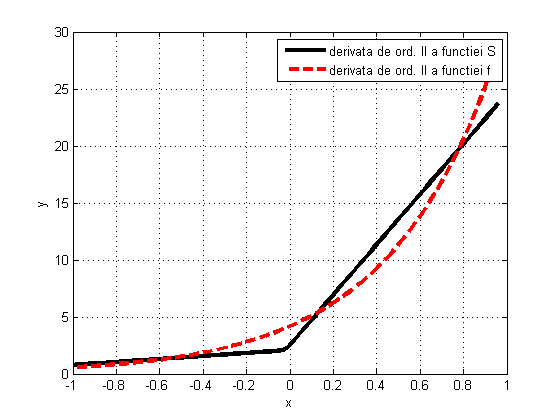 derivata de ord. II a functiei S
derivata de ord. II a functiei f
30
25
20
15
10
5
0
y
-1 -0.8 -0.6 -0.4 -0.2 0 0.2 0.4 0.6 0.8 1
x